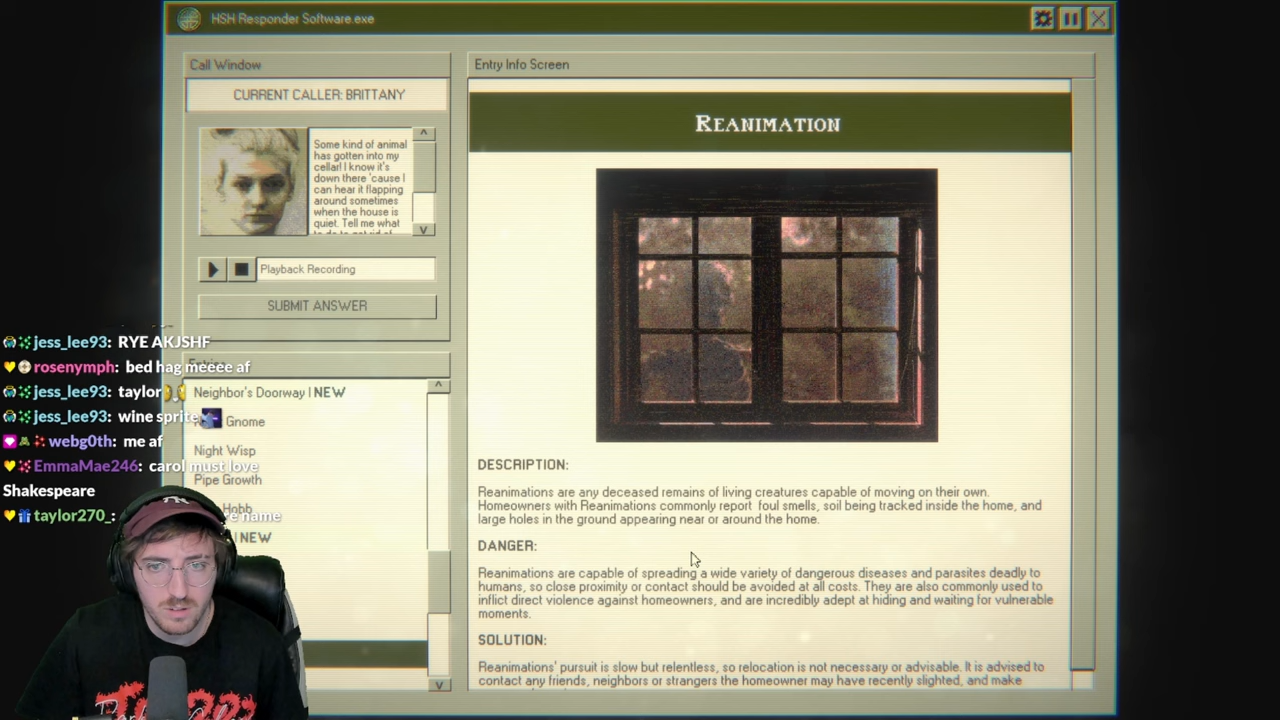 HSH Responder Software.exe
Call Window
CURRENT CALLER: BRITTANY
Some kind of animal
has gotten into my
cellar! I know it's
down there 'cause I
can hear it flapping
around sometimes
when the house is
quiet. Tell me what
Playback Recording
SUBMIT ANSWER
Entries
Neighbor's Doorway | NEW
Gnome
Night Wisp
Pipe Growth
Hobb
| NEW
jess_lee93: RYE AKJSHF
rosenymph: bed hag meeee af
jess_lee93: taylor
jess_lee93: wine sprite
webg0th: me af
EmmaMae246: carol must love
Shakespeare
taylor270_:
name
Entry Info Screen
REANIMATION
DESCRIPTION:
Reanimations are any deceased remains of living creatures capable of moving on their own.
Homeowners with Reanimations commonly report foul smells, soil being tracked inside the home, and
large holes in the ground appearing near or around the home.
DANGER:
Reanimations are capable of spreading a wide variety of dangerous diseases and parasites deadly to
humans, so close proximity or contact should be avoided at all costs. They are also commonly used to
inflict direct violence against homeowners, and are incredibly adept at hiding and waiting for vulnerable
moments.
SOLUTION:
Reanimations' pursuit is slow but relentless, so relocation is not necessary or advisable. It is advised to
contact any friends, neighbors or strangers the homeowner may have recently slighted, and make